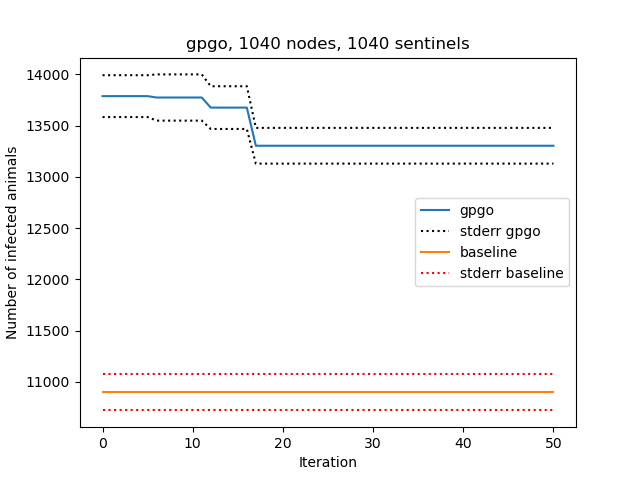 gpgo, 1040 nodes, 1040 sentinels
Number of infected animals
14000
13500
13000
12500
12000
11500
11000
gpgo
stderr gpgo
baseline
stderr baseline
0 10 20 30 40 50
Iteration